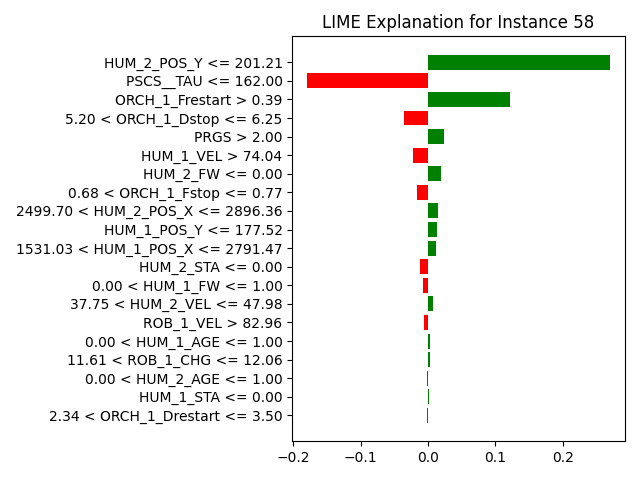 LIME Explanation for Instance 58
HUM_2_POS_Y <= 201.21
PSCS__TAU <= 162.00
ORCH_1_Frestart > 0.39
5.20 < ORCH_1_Dstop <= 6.25
PRGS > 2.00
HUM_1_VEL > 74.04
HUM_2_FW <= 0.00
0.68 < ORCH_1_Fstop <= 0.77
2499.70 < HUM_2_POS_X <= 2896.36
HUM_1_POS_Y <= 177.52
1531.03 < HUM_1_POS_X <= 2791.47
HUM_2_STA <= 0.00
0.00 < HUM_1_FW <= 1.00
37.75 < HUM_2_VEL <= 47.98
ROB_1_VEL > 82.96
0.00 < HUM_1_AGE <= 1.00
11.61 < ROB_1_CHG <= 12.06
0.00 < HUM_2_AGE <= 1.00
HUM_1_STA <= 0.00
2.34 < ORCH_1_Drestart <= 3.50
−0.2 −0.1 0.0 0.1 0.2